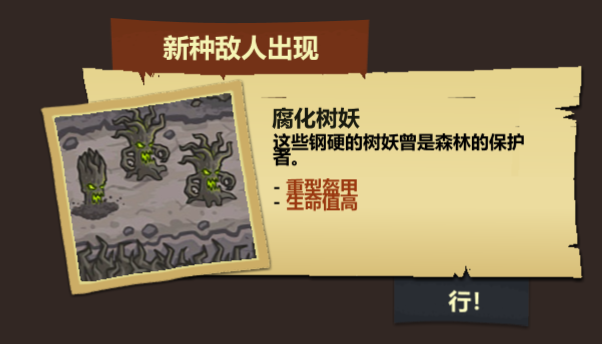 新种敌人出现
腐化树妖
这些钢硬的树妖曾是森林的保护
者。
- 重型盔甲
- 生命值高
行!